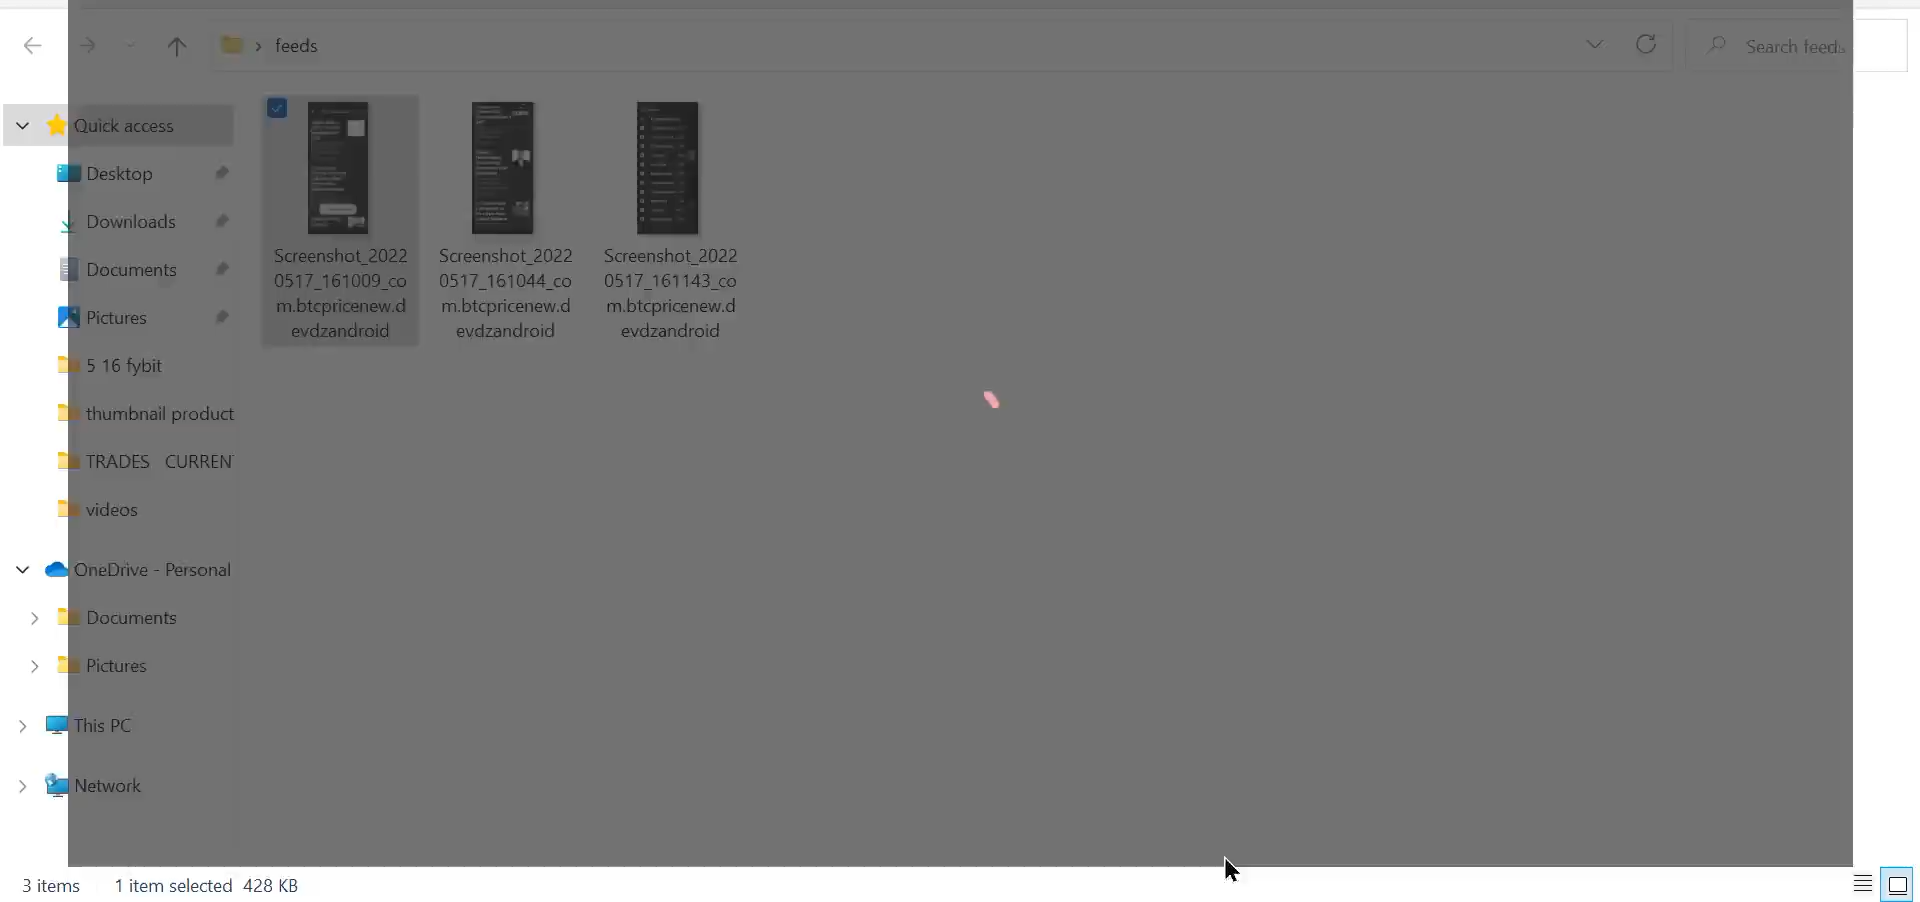 feeds
Search feeds
Quick access
Desktop
Downloads
Documents
Pictures
5 16 fybit
thumbnail product
TRADES CURREN
videos
OneDrive - Personal
Documents
Pictures
This PC
Network
Screenshot_2022
0517_161009_co
m.btcpricenew.d
evdzandroid
Screenshot_2022
0517_161044_co
m.btcpricenew.d
evdzandroid
Screenshot_2022
0517_161143_co
m.btcpricenew.d
evdzandroid
3 items 1 item selected 428 KB